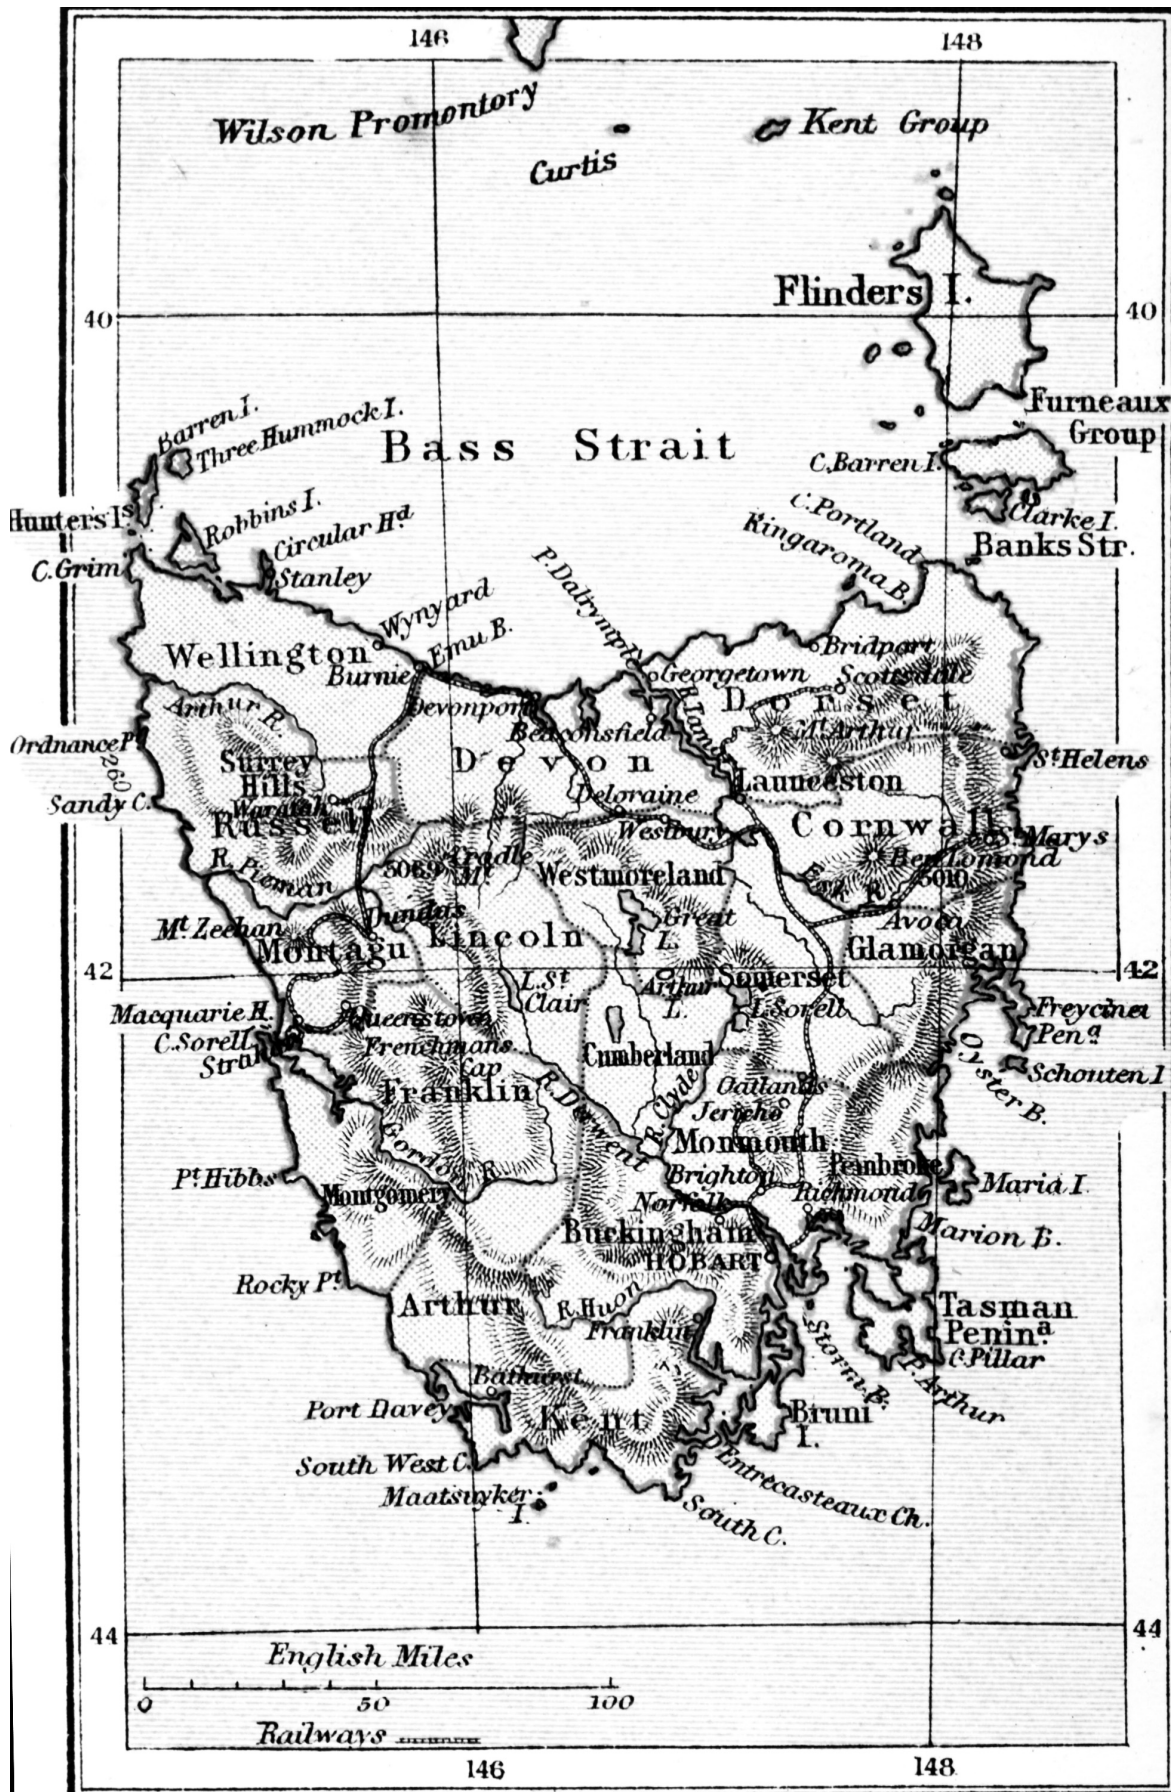 146
148
Wilson Promontory
Kent Group
Curtis
Flinders I.
40
40
Furneaux
Group
Barren I.
Three Hummock I.
Bass Strait
C. Barren I.
Hunters Is
Robbins I.
Circular Hd
C. Portland
Clarke I.
Ringarooma B.
Banks Str.
C. Grim
Stanley
P. Dalrymple
Wynyard
Emu B.
Wellington
Burnie
Bridport
Georgetown
Scottsdale
Arthur R.
Devonport
R. Tamar
Dorset
Ordnance Pt
Beaconsfield
Mt Arthur
260
Surrey
Hills
Devon
St Helens
Launceston
Sandy C.
Waratah
Deloraine
Russell
Westbury
Cornwall
St Marys
R. Pieman
5069
Cradle
Mt
Westmoreland
Ben Lomond
5010
Esk R.
Mt Zeehan
Dundas
Great
L.
Avoca
Montagu
Lincoln
Glamorgan
42
42
L. St
Clair
Arthur
L.
Somerset
Macquarie H.
Queenstown
L. Sorell
Freycinet
Pena
C. Sorell
Strahan
Frenchmans
Cap
Cumberland
Oyster B.
Schouten I
Franklin
R. Derwent
R. Clyde
Oatlands
Jericho
Gordon R.
Monmouth
Pt Hibbs
Montgomery
Brighton
Pembroke
Maria I.
Norfolk
Richmond
Buckingham
Marion B.
HOBART
Rocky Pt
Arthur
R. Huon
Tasman
Penina
Franklin
C. Pillar
Storm B.
P. Arthur
Bathurst
Port Davey
Kent
Bruni
I.
South West C.
D'Entrecasteaux Ch.
Maatsuyker
I.
South C.
44
44
English Miles
0 50 100
Railways
146
148